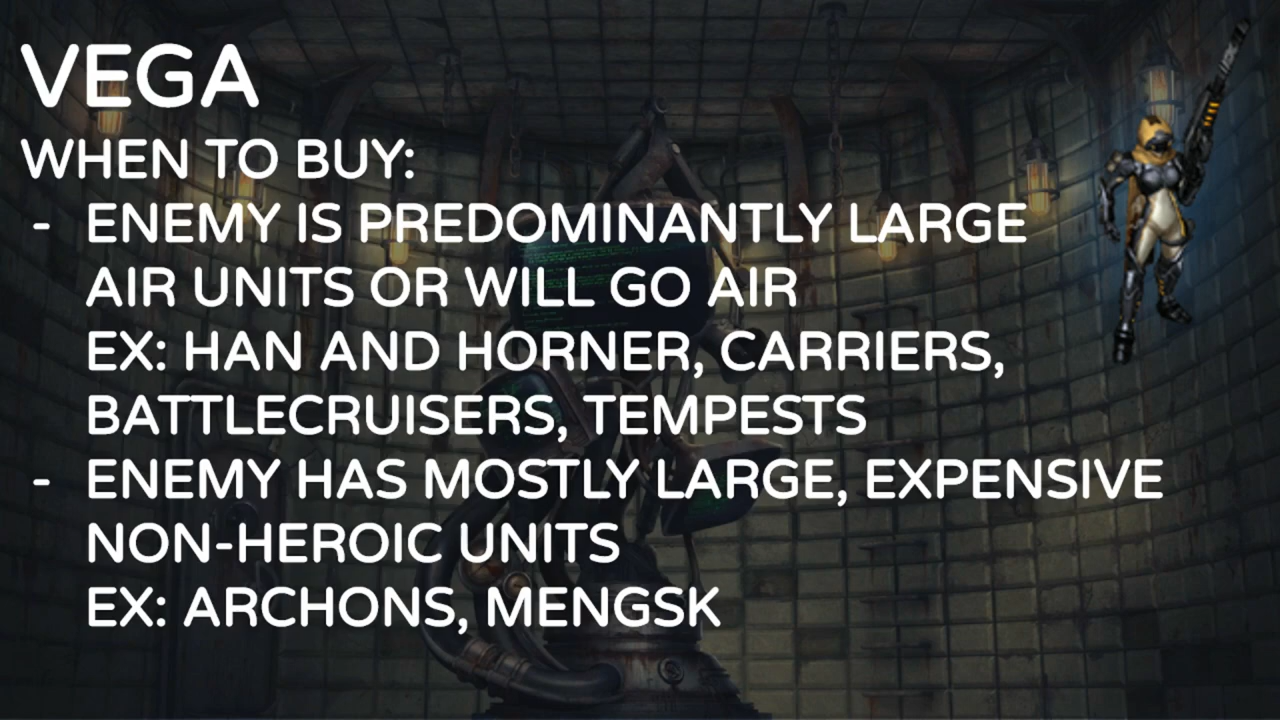 VEGA
WHEN TO BUY:
- ENEMY IS PREDOMINANTLY LARGE
AIR UNITS OR WILL GO AIR
EX: HAN AND HORNER, CARRIERS,
BATTLECRUISERS, TEMPESTS
- ENEMY HAS MOSTLY LARGE, EXPENSIVE
NON-HEROIC UNITS
EX: ARCHONS, MENGSK